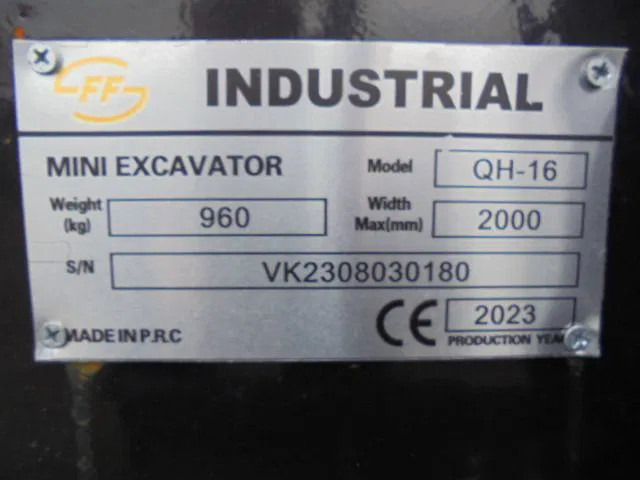 FF INDUSTRIAL
MINI EXCAVATOR Model QH-16
Weight (kg) 960 Width Max(mm) 2000
S/N VK2308030180
MADE IN P.R.C CE 2023
PRODUCTION YEAR